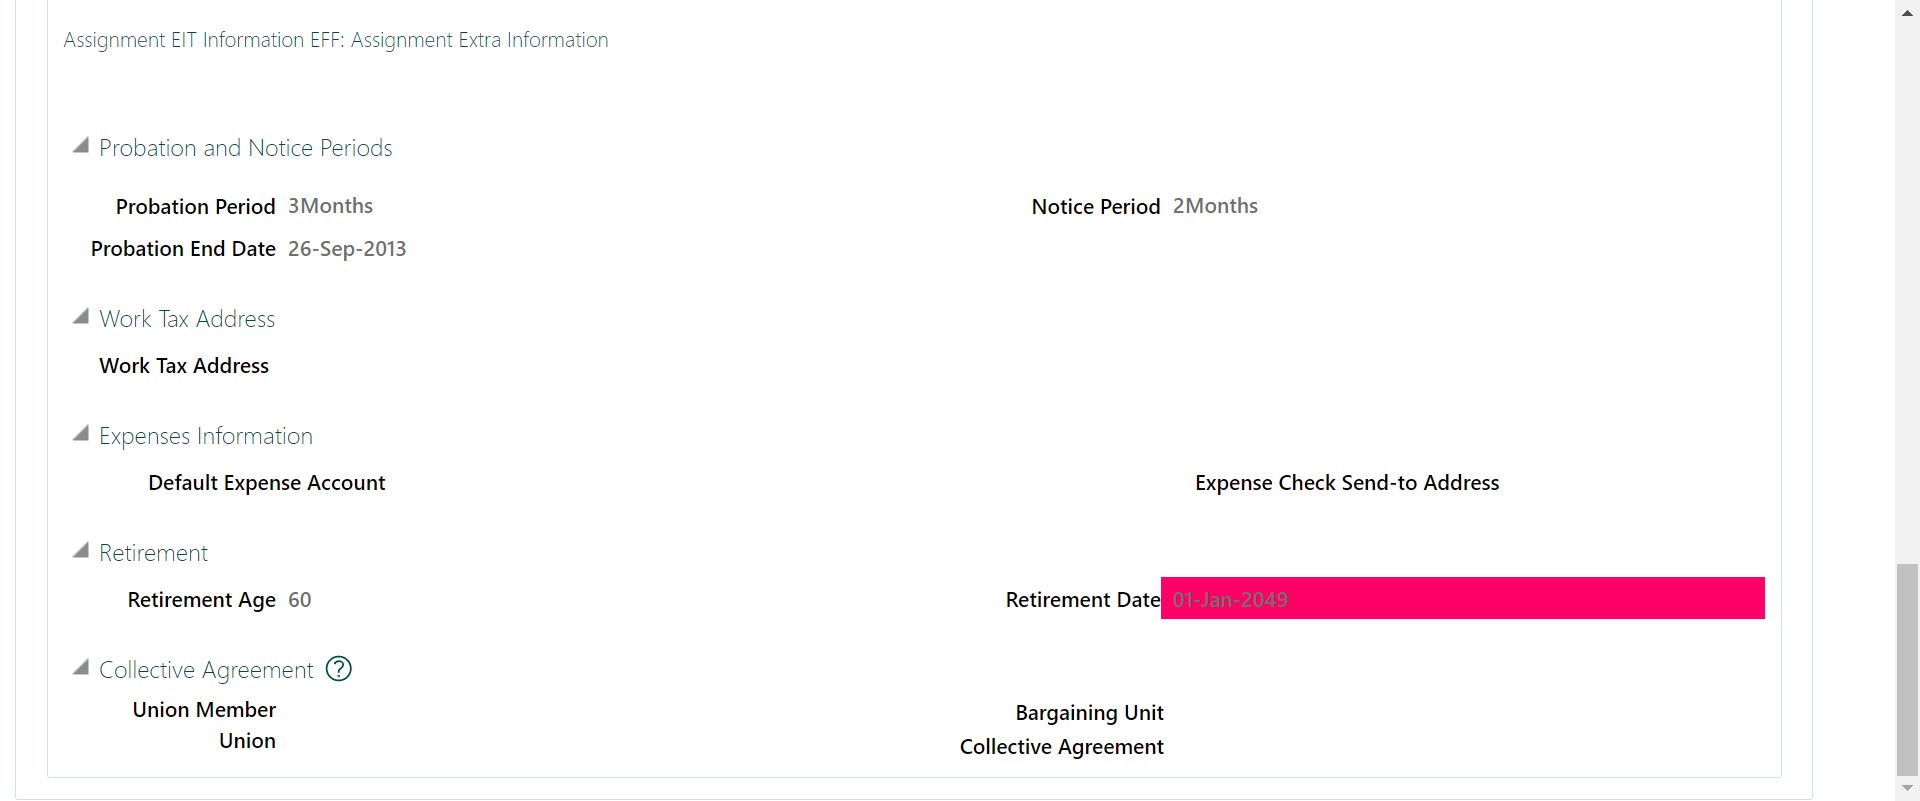 Assignment EIT Information EFF: Assignment Extra Information
Probation and Notice Periods
Probation Period 3Months
Notice Period 2Months
Probation End Date 26-Sep-2013
Work Tax Address
Work Tax Address
Expenses Information
Default Expense Account
Expense Check Send-to Address
Retirement
Retirement Age 60
Retirement Date 01-Jan-2049
Collective Agreement ?
Union Member
Bargaining Unit
Union
Collective Agreement